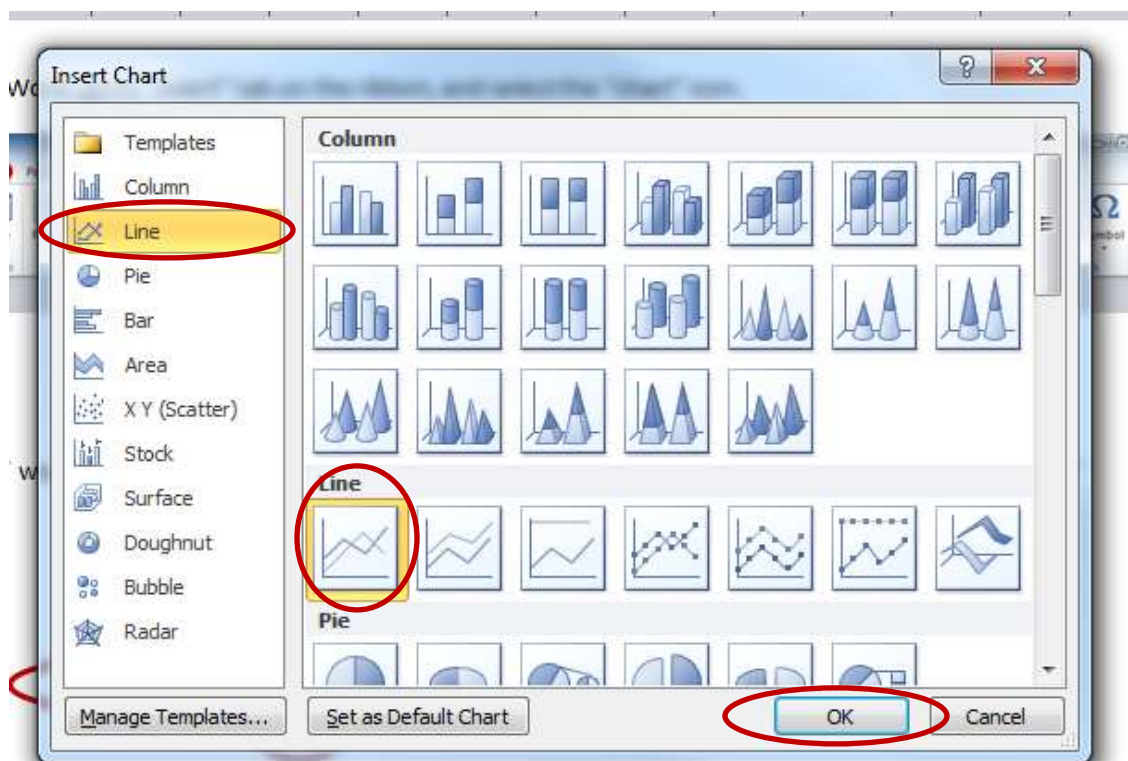 Insert Chart
Templates
Column
Line
Pie
Bar
Area
X Y (Scatter)
Stock
Surface
Doughnut
Bubble
Radar
Column
Line
Pie
Manage Templates...
Set as Default Chart
OK
Cancel